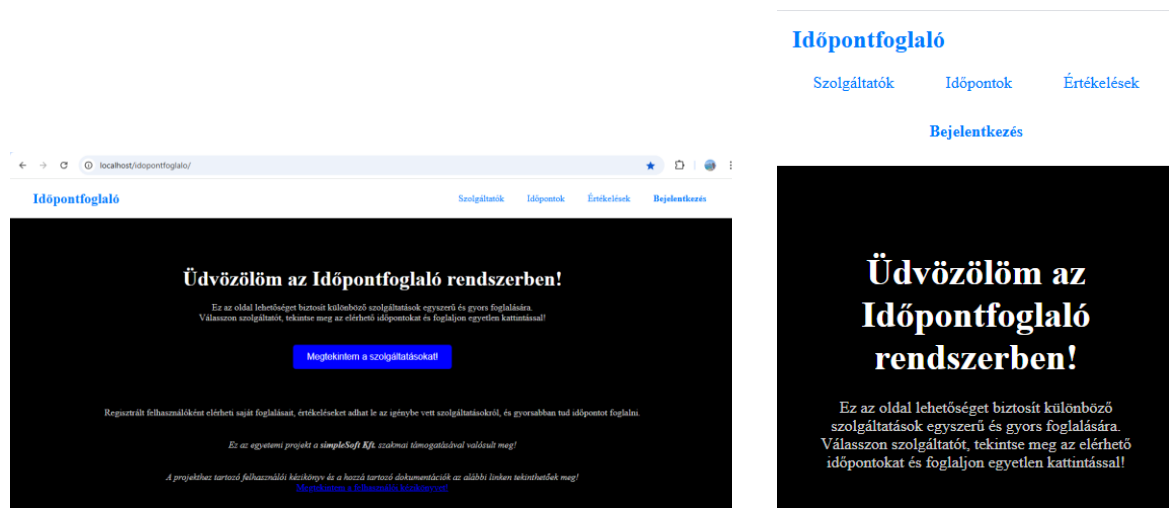 localhost/idopontfoglalo/
Időpontfoglaló
Szolgáltatók
Időpontok
Értékelések
Bejelentkezés
Üdvözölöm az Időpontfoglaló rendszerben!
Ez az oldal lehetőséget biztosít különböző szolgáltatások egyszerű és gyors foglalására.
Válasszon szolgáltatót, tekintse meg az elérhető időpontokat és foglaljon egyetlen kattintással!
Megtekintem a szolgáltatásokat!
Regisztrált felhasználóként elérheti saját foglalásait, értékeléseket adhat le az igénybe vett szolgáltatásokról, és gyorsabban tud időpontot foglalni.
Ez az egyetemi projekt a simpleSoft Kft. szakmai támogatásával valósult meg!
A projekthez tartozó felhasználói kézikönyv és a hozzá tartozó dokumentációk az alábbi linken tekinthetőek meg!
Megtekintem a felhasználói kézikönyvet!
Időpontfoglaló
Szolgáltatók
Időpontok
Értékelések
Bejelentkezés
Üdvözölöm az
Időpontfoglaló
rendszerben!
Ez az oldal lehetőséget biztosít különböző
szolgáltatások egyszerű és gyors foglalására.
Válasszon szolgáltatót, tekintse meg az elérhető
időpontokat és foglaljon egyetlen kattintással!